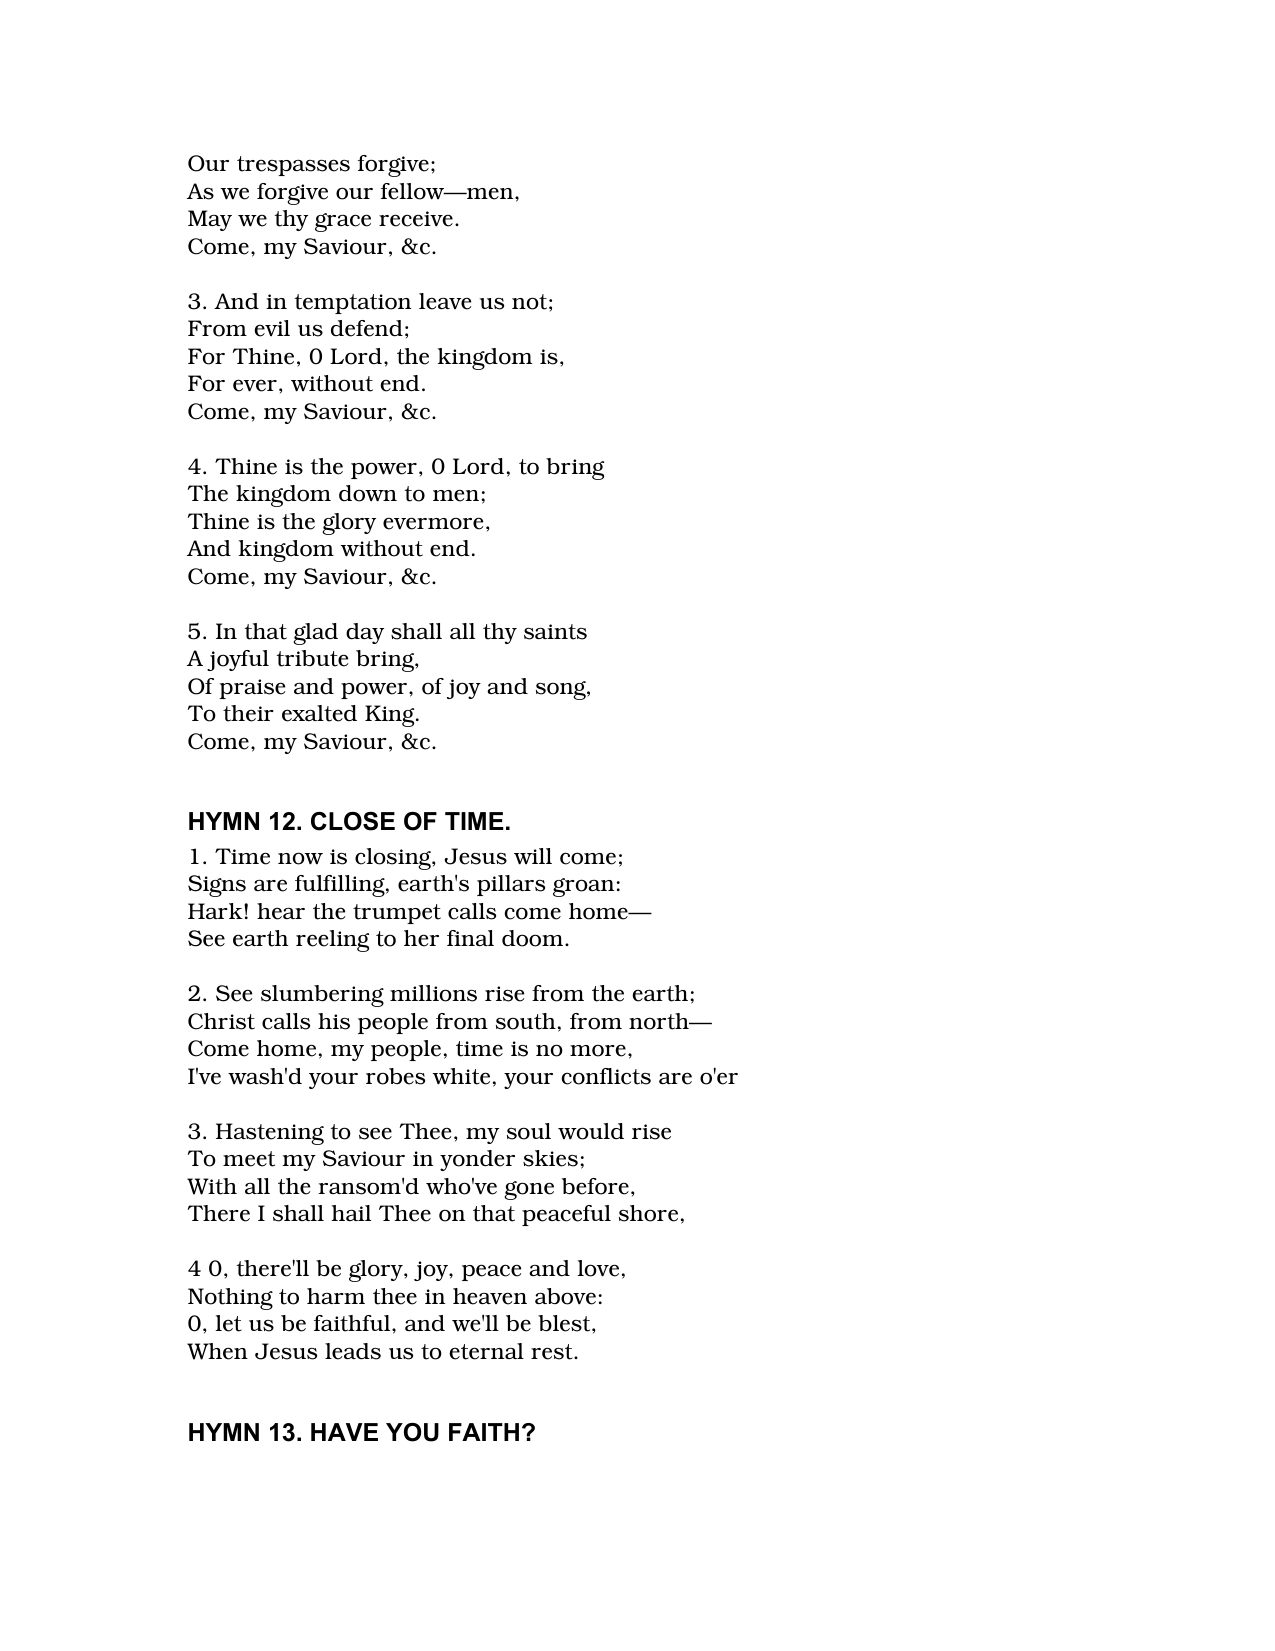 Our trespasses forgive;
As we forgive our fellow—men,
May we thy grace receive.
Come, my Saviour, &c.
3. And in temptation leave us not;
From evil us defend;
For Thine, 0 Lord, the kingdom is,
For ever, without end.
Come, my Saviour, &c.
4. Thine is the power, 0 Lord, to bring
The kingdom down to men;
Thine is the glory evermore,
And kingdom without end.
Come, my Saviour, &c.
5. In that glad day shall all thy saints
A joyful tribute bring,
Of praise and power, of joy and song,
To their exalted King.
Come, my Saviour, &c.
HYMN 12. CLOSE OF TIME.
1. Time now is closing, Jesus will come;
Signs are fulfilling, earth's pillars groan:
Hark! hear the trumpet calls come home—
See earth reeling to her final doom.
2. See slumbering millions rise from the earth;
Christ calls his people from south, from north—
Come home, my people, time is no more,
I've wash'd your robes white, your conflicts are o'er
3. Hastening to see Thee, my soul would rise
To meet my Saviour in yonder skies;
With all the ransom'd who've gone before,
There I shall hail Thee on that peaceful shore,
4 0, there'll be glory, joy, peace and love,
Nothing to harm thee in heaven above:
0, let us be faithful, and we'll be blest,
When Jesus leads us to eternal rest.
HYMN 13. HAVE YOU FAITH?